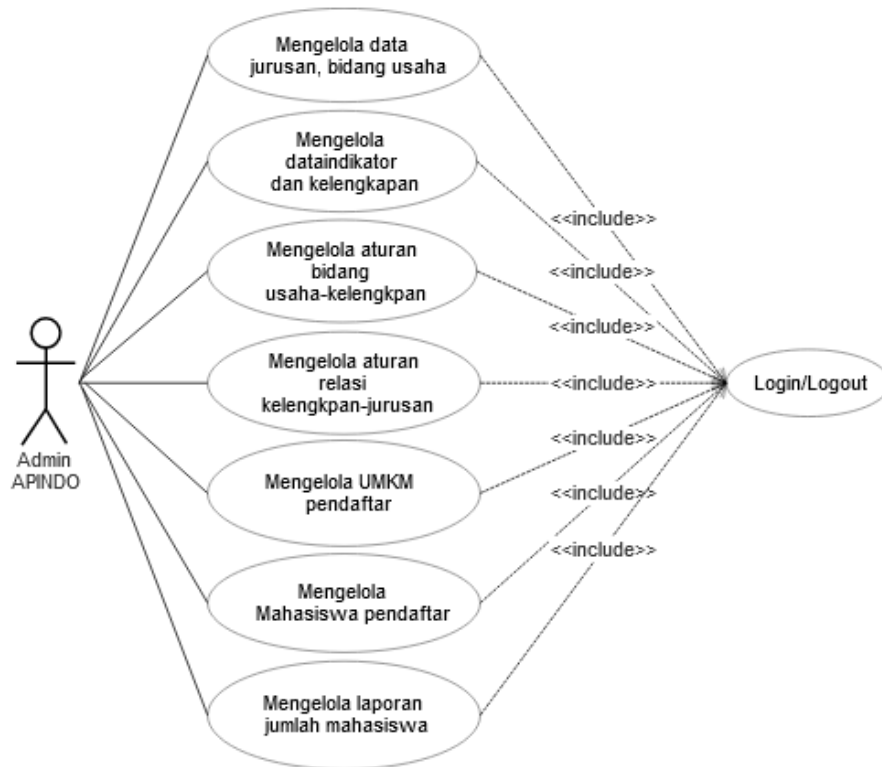 Mengelola data
jurusan, bidang usaha
Mengelola
dataindikator
dan kelengkapan
<<include>>
Mengelola aturan
bidang
usaha-kelengkpan
<<include>>
<<include>>
Mengelola aturan
relasi
kelengkpan-jurusan
<<include>>
Login/Logout
Admin
APINDO
<<include>>
Mengelola UMKM
pendaftar
<<include>>
<<include>>
Mengelola
Mahasiswa pendaftar
Mengelola laporan
jumlah mahasiswa